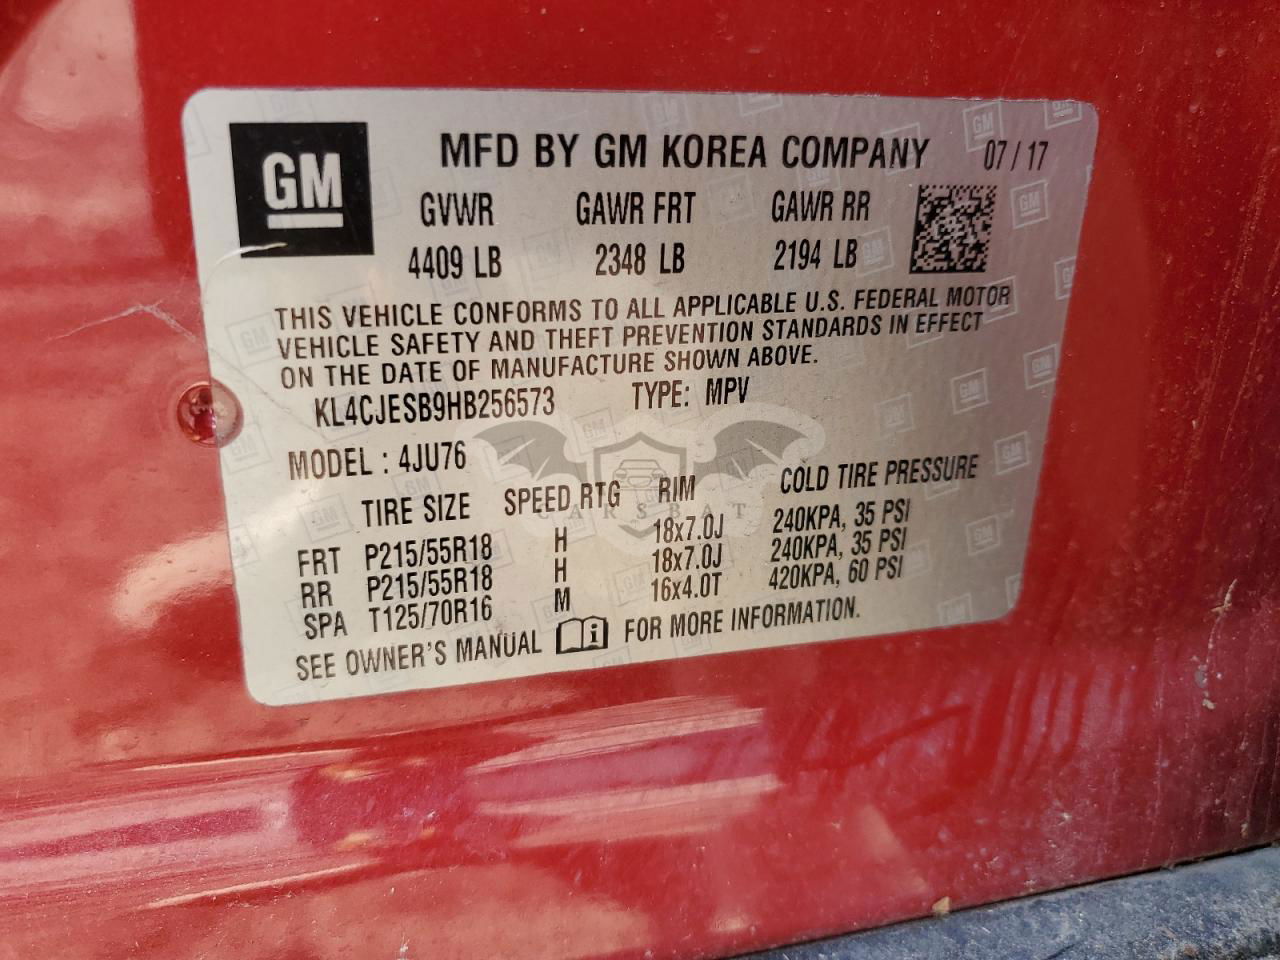 GM
MFD BY GM KOREA COMPANY 07 / 17
GVWR GAWR FRT GAWR RR
4409 LB 2348 LB 2194 LB
THIS VEHICLE CONFORMS TO ALL APPLICABLE U.S. FEDERAL MOTOR
VEHICLE SAFETY AND THEFT PREVENTION STANDARDS IN EFFECT
ON THE DATE OF MANUFACTURE SHOWN ABOVE.
KL4CJESB9HB256573 TYPE: MPV
MODEL : 4JU76
TIRE SIZE SPEED RTG RIM COLD TIRE PRESSURE
CARSBAT
FRT P215/55R18 H 18x7.0J 240KPA, 35 PSI
RR P215/55R18 H 18x7.0J 240KPA, 35 PSI
SPA T125/70R16 M 16x4.0T 420KPA, 60 PSI
SEE OWNER'S MANUAL i FOR MORE INFORMATION.